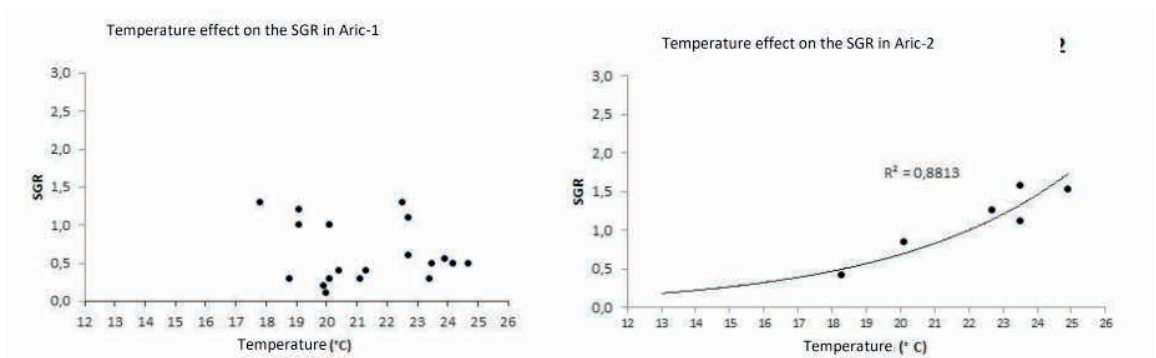 Temperature effect on the SGR in Aric-1
3,0
2,5
2,0
1,5
1,0
0,5
0,0
SGR
12 13 14 15 16 17 18 19 20 21 22 23 24 25 26
Temperature (°C)
Temperature effect on the SGR in Aric-2
3,0
2,5
2,0
1,5
1,0
0,5
0,0
SGR
R² = 0,8813
12 13 14 15 16 17 18 19 20 21 22 23 24 25 26
Temperature (° C)